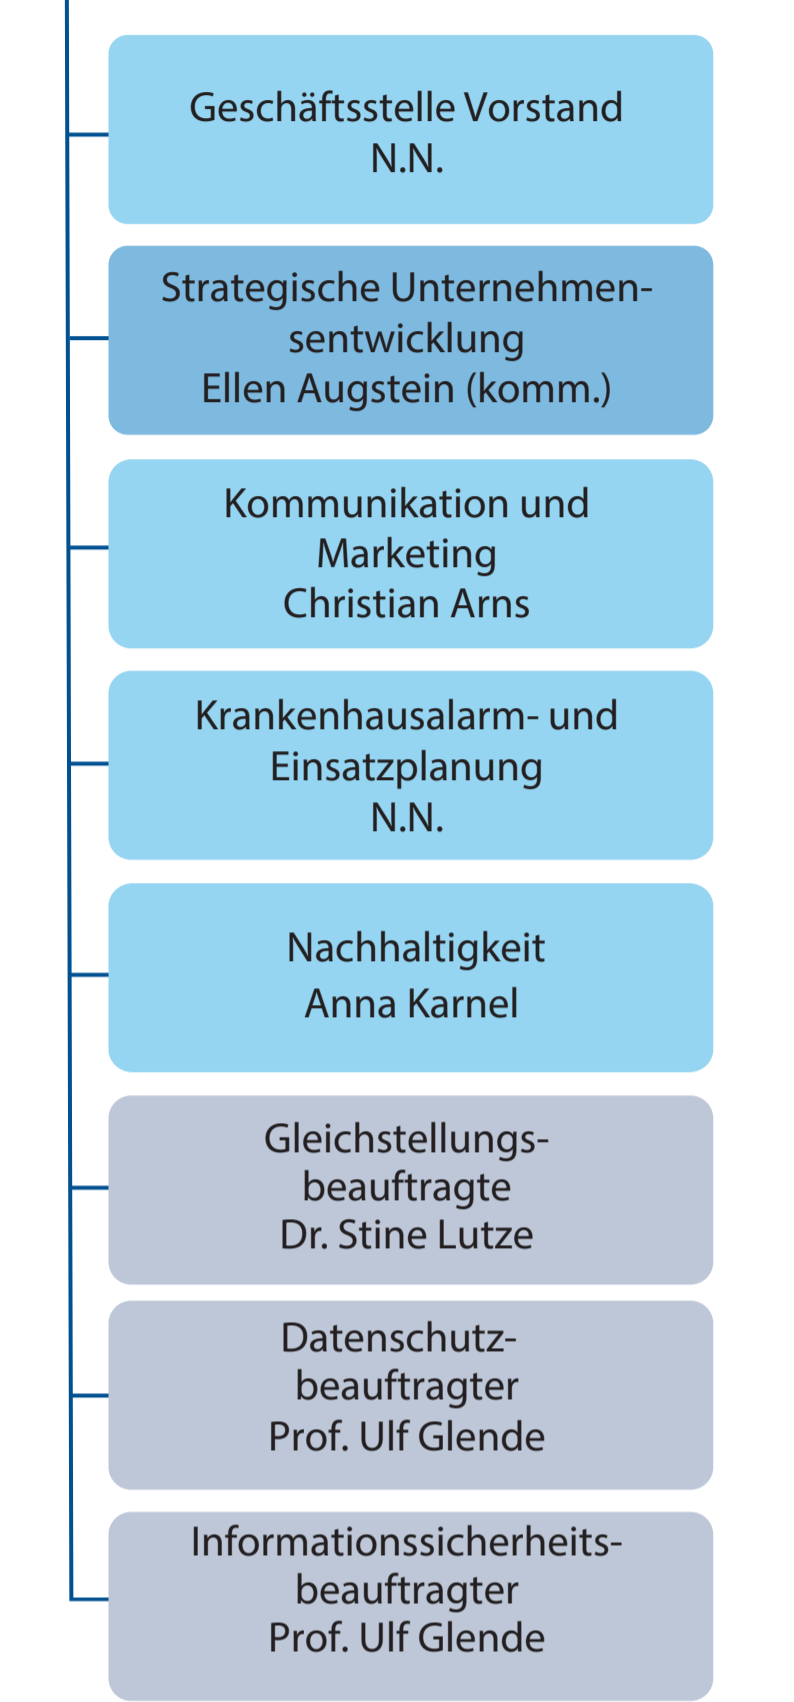 Geschäftsstelle Vorstand
N.N.
Strategische Unternehmen-
sentwicklung
Ellen Augstein (komm.)
Kommunikation und
Marketing
Christian Arns
Krankenhausalarm- und
Einsatzplanung
N.N.
Nachhaltigkeit
Anna Karnel
Gleichstellungs-
beauftragte
Dr. Stine Lutze
Datenschutz-
beauftragter
Prof. Ulf Glende
Informationssicherheits-
beauftragter
Prof. Ulf Glende